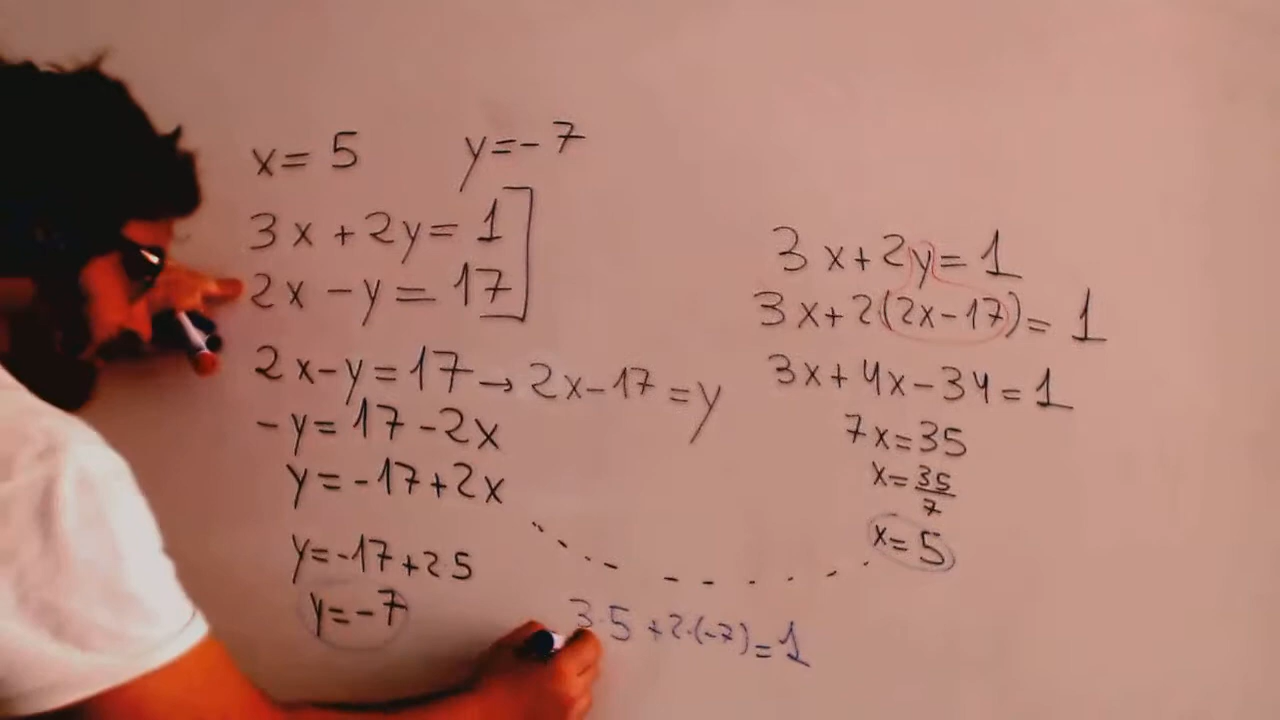 x = 5 y = -7
3x + 2y = 1
2x - y = 17
2x - y = 17 → 2x - 17 = y
-y = 17 - 2x
y = -17 + 2x
y = -17 + 2 5
y = -7
3x + 2y = 1
3x + 2(2x - 17) = 1
3x + 4x - 34 = 1
7x = 35
x = 35/7
x = 5
3·5 + 2·(-7) = 1